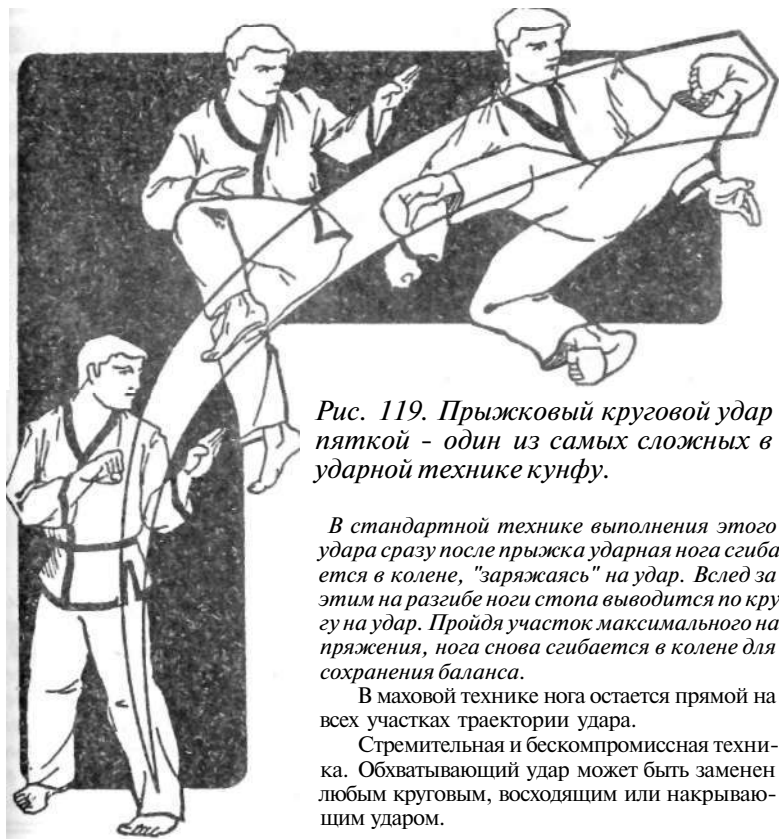 Рис. 119. Прыжковый круговой удар
пяткой - один из самых сложных в
ударной технике кунфу.
В стандартной технике выполнения этого
удара сразу после прыжка ударная нога сгиба
ется в колене, "заряжаясь" на удар. Вслед за
этим на разгибе ноги стопа выводится по кру
гу на удар. Пройдя участок максимального на
пряжения, нога снова сгибается в колене для
сохранения баланса.
В маховой технике нога остается прямой на
всех участках траектории удара.
Стремительная и бескомпромиссная техни-
ка. Обхватывающий удар может быть заменен
любым круговым, восходящим или накрываю-
щим ударом.